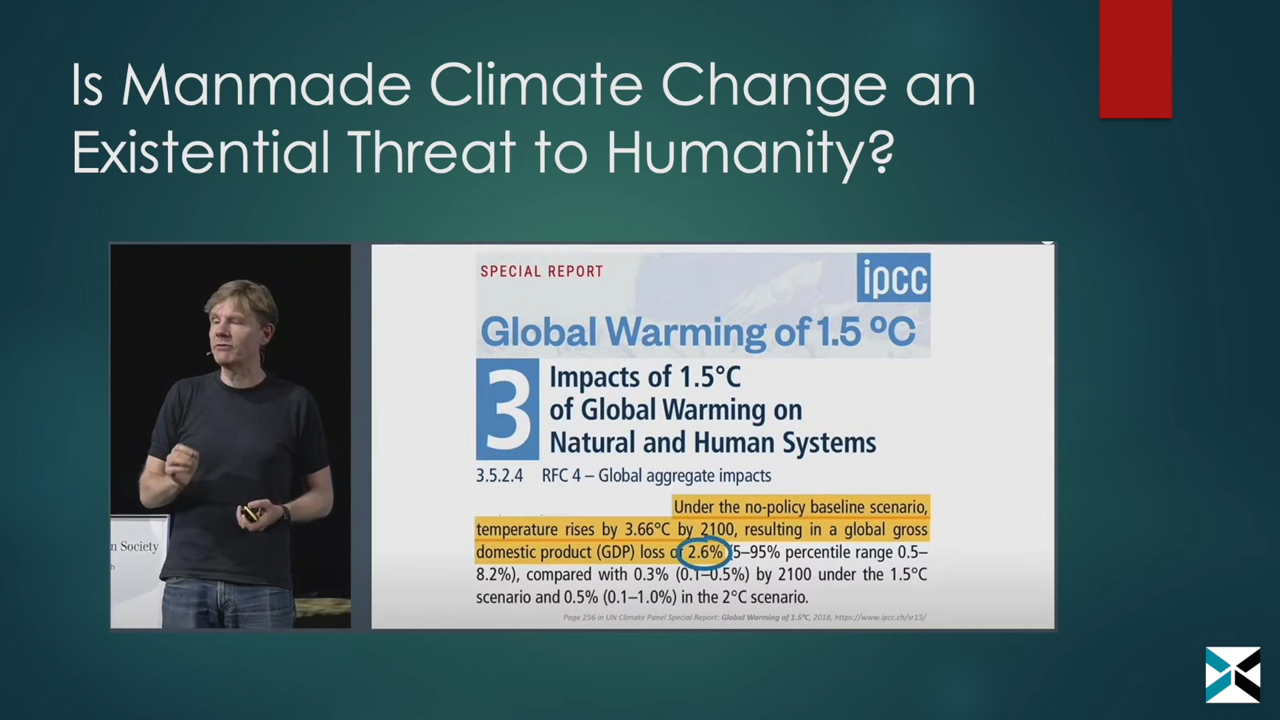 Is Manmade Climate Change an
Existential Threat to Humanity?
SPECIAL REPORT
ipcc
Global Warming of 1.5 ºC
3
Impacts of 1.5°C
of Global Warming on
Natural and Human Systems
3.5.2.4 RFC 4 – Global aggregate impacts
Under the no-policy baseline scenario,
temperature rises by 3.66°C by 2100, resulting in a global gross
domestic product (GDP) loss of 2.6% (5–95% percentile range 0.5–
8.2%), compared with 0.3% (0.1–0.5%) by 2100 under the 1.5°C
scenario and 0.5% (0.1–1.0%) in the 2°C scenario.
Page 256 in UN Climate Panel Special Report: Global Warming of 1.5ºC, 2018, https://www.ipcc.ch/sr15/
n Society
h